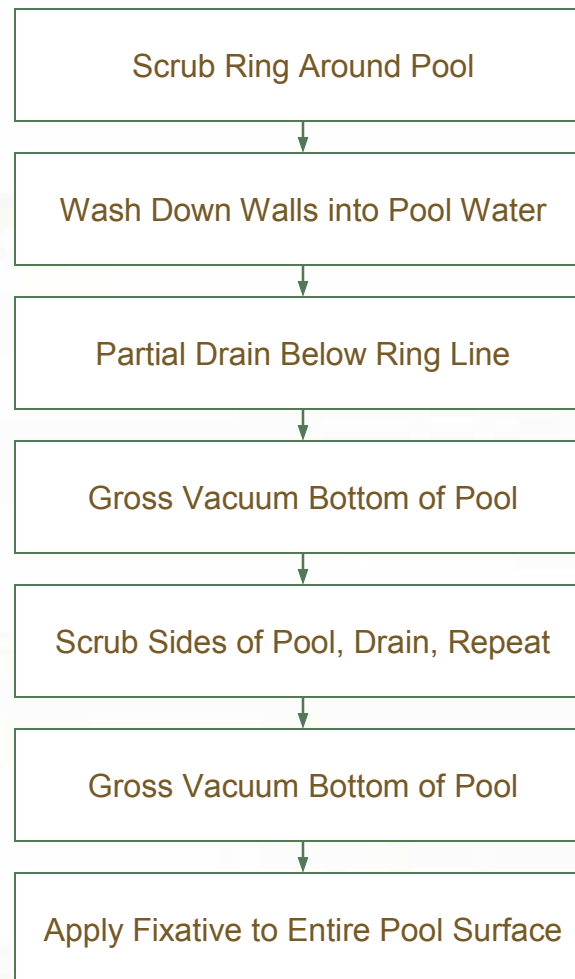 Scrub Ring Around Pool
Wash Down Walls into Pool Water
Partial Drain Below Ring Line
Gross Vacuum Bottom of Pool
Scrub Sides of Pool, Drain, Repeat
Gross Vacuum Bottom of Pool
Apply Fixative to Entire Pool Surface